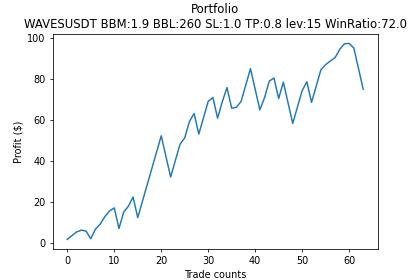 Portfolio
WAVESUSDT BBM:1.9 BBL:260 SL:1.0 TP:0.8 lev:15 WinRatio:72.0
100
80
60
40
20
0
Profit ($)
0 10 20 30 40 50 60
Trade counts